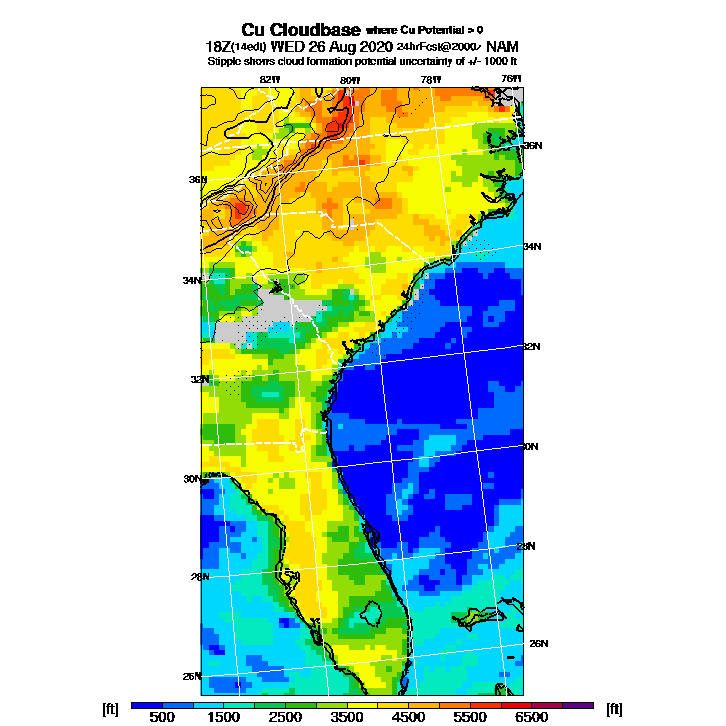 Cu Cloudbase where Cu Potential > 0
18Z(14edt) WED 26 Aug 2020 24hrFcst@2000z NAM
Stipple shows cloud formation potential uncertainty of +/- 1000 ft
82W 80W 78W 76W
36N
36N
34N
34N
32N
32N
30N
30N
28N
28N
26N
26N
[ft] 500 1500 2500 3500 4500 5500 6500 [ft]